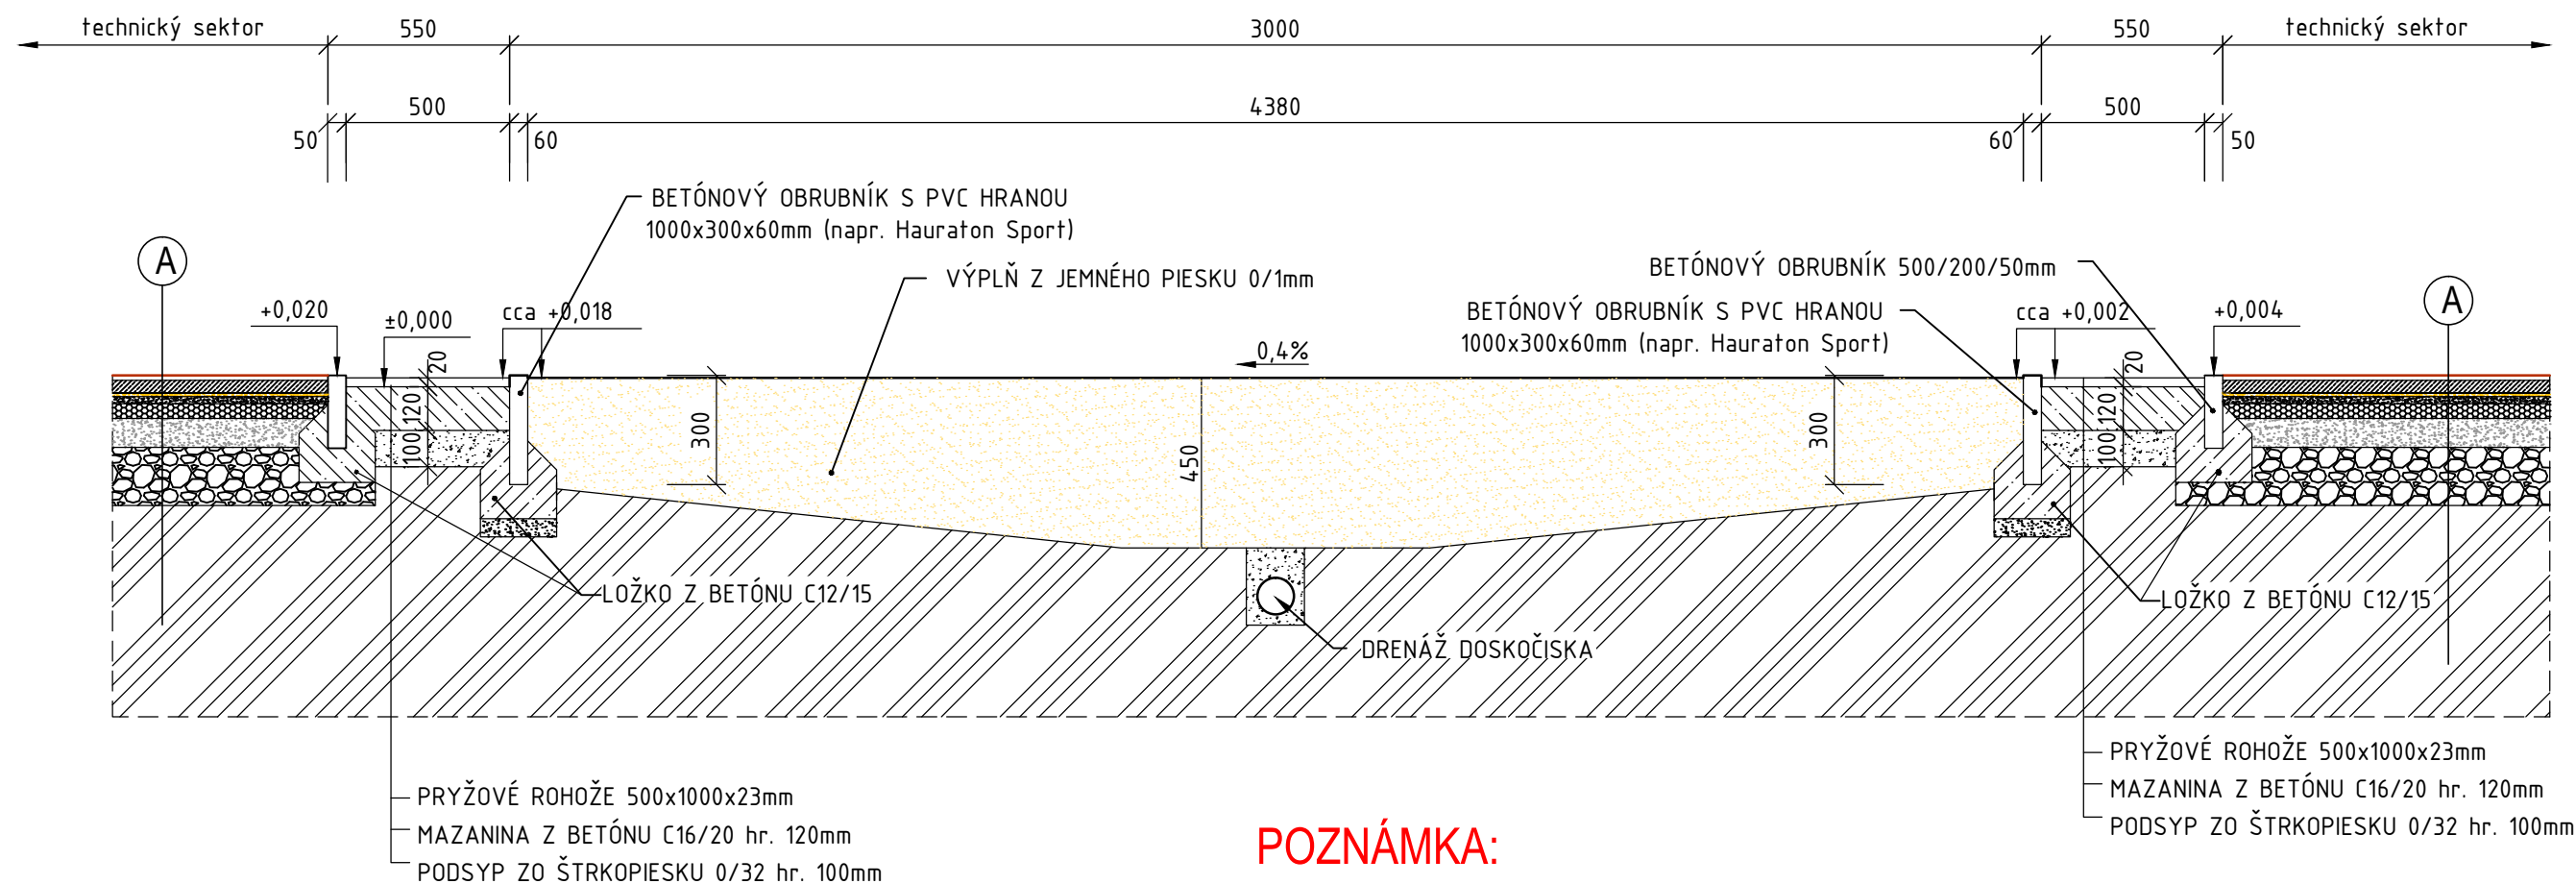 technický sektor 550 3000 550 technický sektor
500 4380 500
50 60 60 50
BETÓNOVÝ OBRUBNÍK S PVC HRANOU
1000x300x60mm (napr. Hauraton Sport)
VÝPLŇ Z JEMNÉHO PIESKU 0/1mm
BETÓNOVÝ OBRUBNÍK 500/200/50mm
BETÓNOVÝ OBRUBNÍK S PVC HRANOU
1000x300x60mm (napr. Hauraton Sport)
A
A
+0,020
±0,000
cca +0,018
0,4%
cca +0,002
+0,004
20
120
100
300
450
300
20
120
100
LOŽKO Z BETÓNU C12/15
LOŽKO Z BETÓNU C12/15
DRENÁŽ DOSKOČISKA
PRYŽOVÉ ROHOŽE 500x1000x23mm
MAZANINA Z BETÓNU C16/20 hr. 120mm
PODSYP ZO ŠTRKOPIESKU 0/32 hr. 100mm
PRYŽOVÉ ROHOŽE 500x1000x23mm
MAZANINA Z BETÓNU C16/20 hr. 120mm
PODSYP ZO ŠTRKOPIESKU 0/32 hr. 100mm
POZNÁMKA: